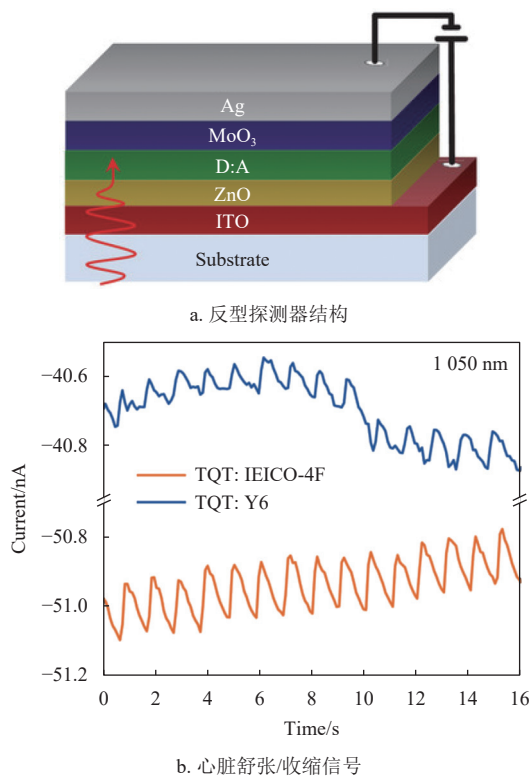 Ag
MoO₃
D:A
ZnO
ITO
Substrate
a. 反型探测器结构
1 050 nm
−40.6
−40.8
TQT: IEICO-4F
TQT: Y6
Current/nA
−50.8
−51.0
−51.2
0 2 4 6 8 10 12 14 16
Time/s
b. 心脏舒张/收缩信号